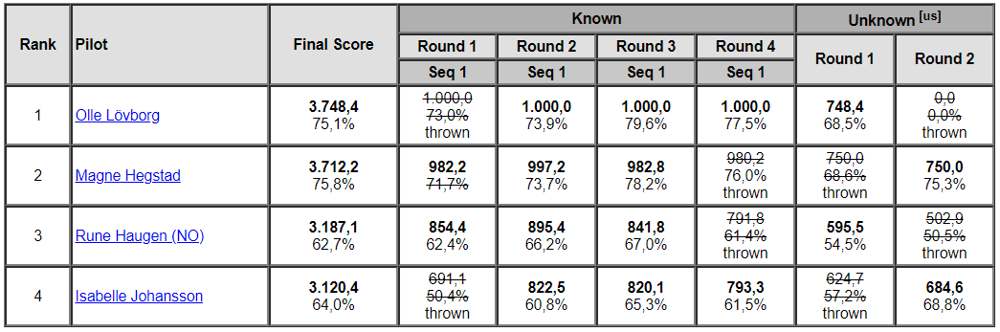 Rank Pilot Final Score Known Unknown [us]
Round 1 Round 2 Round 3 Round 4 Round 1 Round 2
Seq 1 Seq 1 Seq 1 Seq 1
1 Olle Lövborg 3.748,4 1.000,0 1.000,0 1.000,0 1.000,0 748,4 0,0
75,1% 73,0% 73,9% 79,6% 77,5% 68,5% 0,0%
thrown thrown
2 Magne Hegstad 3.712,2 982,2 997,2 982,8 980,2 750,0 750,0
75,8% 71,7% 73,7% 78,2% 76,0% 68,6% 75,3%
thrown thrown
3 Rune Haugen (NO) 3.187,1 854,4 895,4 841,8 791,8 595,5 502,9
62,7% 62,4% 66,2% 67,0% 61,4% 54,5% 50,5%
thrown thrown
4 Isabelle Johansson 3.120,4 691,1 822,5 820,1 793,3 624,7 684,6
64,0% 50,4% 60,8% 65,3% 61,5% 57,2% 68,8%
thrown thrown